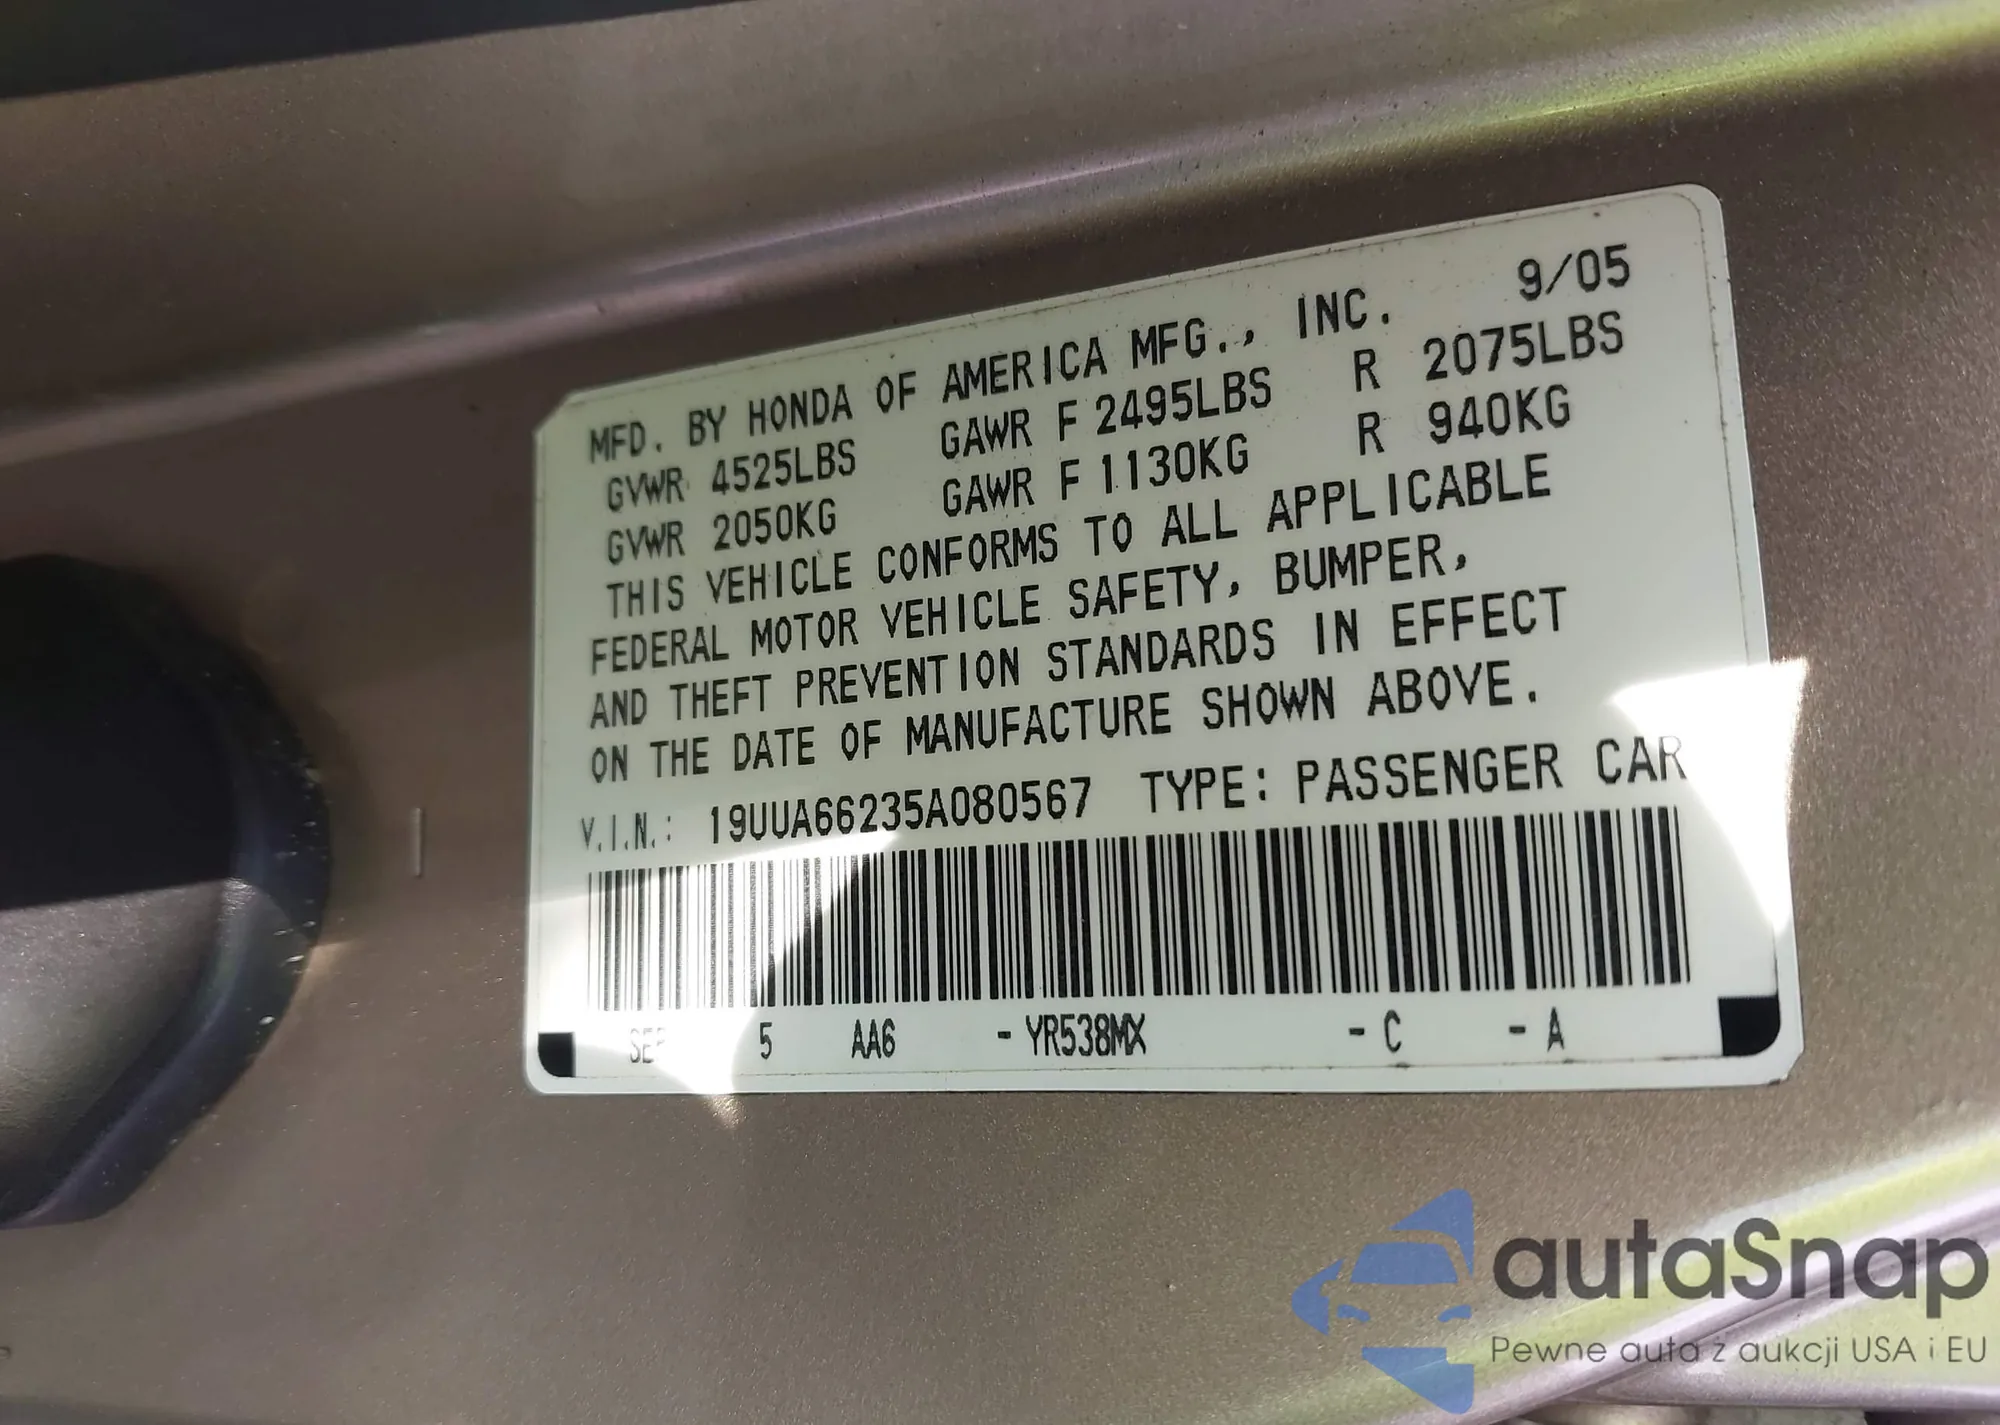 MFD. BY HONDA OF AMERICA MFG., INC. 9/05
GVWR 4525LBS GAWR F 2495LBS R 2075LBS
GVWR 2050KG GAWR F 1130KG R 940KG
THIS VEHICLE CONFORMS TO ALL APPLICABLE
FEDERAL MOTOR VEHICLE SAFETY, BUMPER,
AND THEFT PREVENTION STANDARDS IN EFFECT
ON THE DATE OF MANUFACTURE SHOWN ABOVE.
V.I.N.: 19UUA66235A080567 TYPE: PASSENGER CAR
SEP 5 AA6 - YR538MX - C - A
autaSnap
Pewne auta z aukcji USA i EU